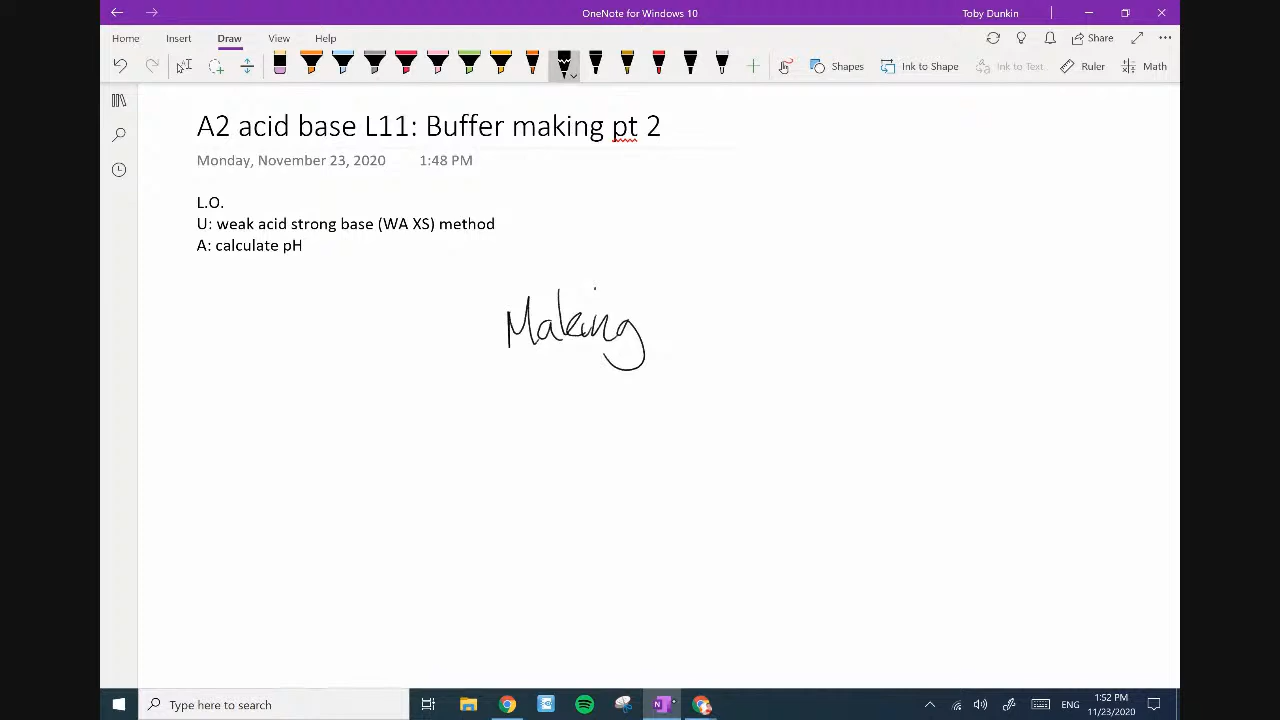 OneNote for Windows 10
Toby Dunkin
Home Insert Draw View Help
Share
Shapes Ink to Shape Ink to Text Ruler Math
A2 acid base L11: Buffer making pt 2
Monday, November 23, 2020 1:48 PM
L.O.
U: weak acid strong base (WA XS) method
A: calculate pH
Making
Type here to search
ENG
1:52 PM
11/23/2020